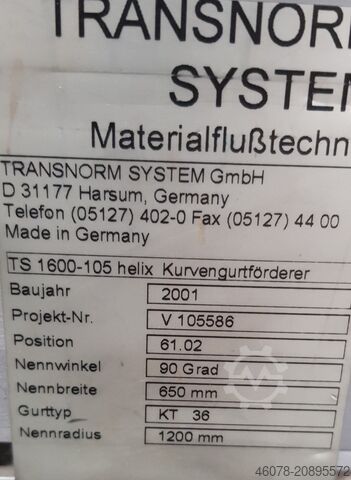 TRANSNORM
SYSTEM
Materialflußtechn
TRANSNORM SYSTEM GmbH
D 31177 Harsum, Germany
Telefon (05127) 402-0 Fax (05127) 44 00
Made in Germany
TS 1600-105 helix Kurvengurtförderer
Baujahr 2001
Projekt-Nr. V 105586
Position 61.02
Nennwinkel 90 Grad
Nennbreite 650 mm
Gurttyp KT 36
Nennradius 1200 mm
46078-20895572